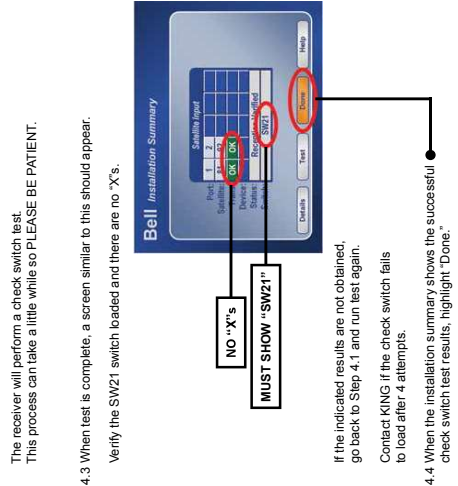 The receiver will perform a check switch test.
This process can take a little while so PLEASE BE PATIENT.
4.3 When test is complete, a screen similar to this should appear.
Verify the SW21 switch loaded and there are no "X"s.
Bell Installation Summary
Satellite Input
Port: 1 2
Satellite:
OK OK
Device:
Status: Reception Verified
SW21
Details Test Done Help
NO "X"s
MUST SHOW "SW21"
If the indicated results are not obtained,
go back to Step 4.1 and run test again.
Contact KING if the check switch fails
to load after 4 attempts.
4.4 When the installation summary shows the successful
check switch test results, highlight "Done."